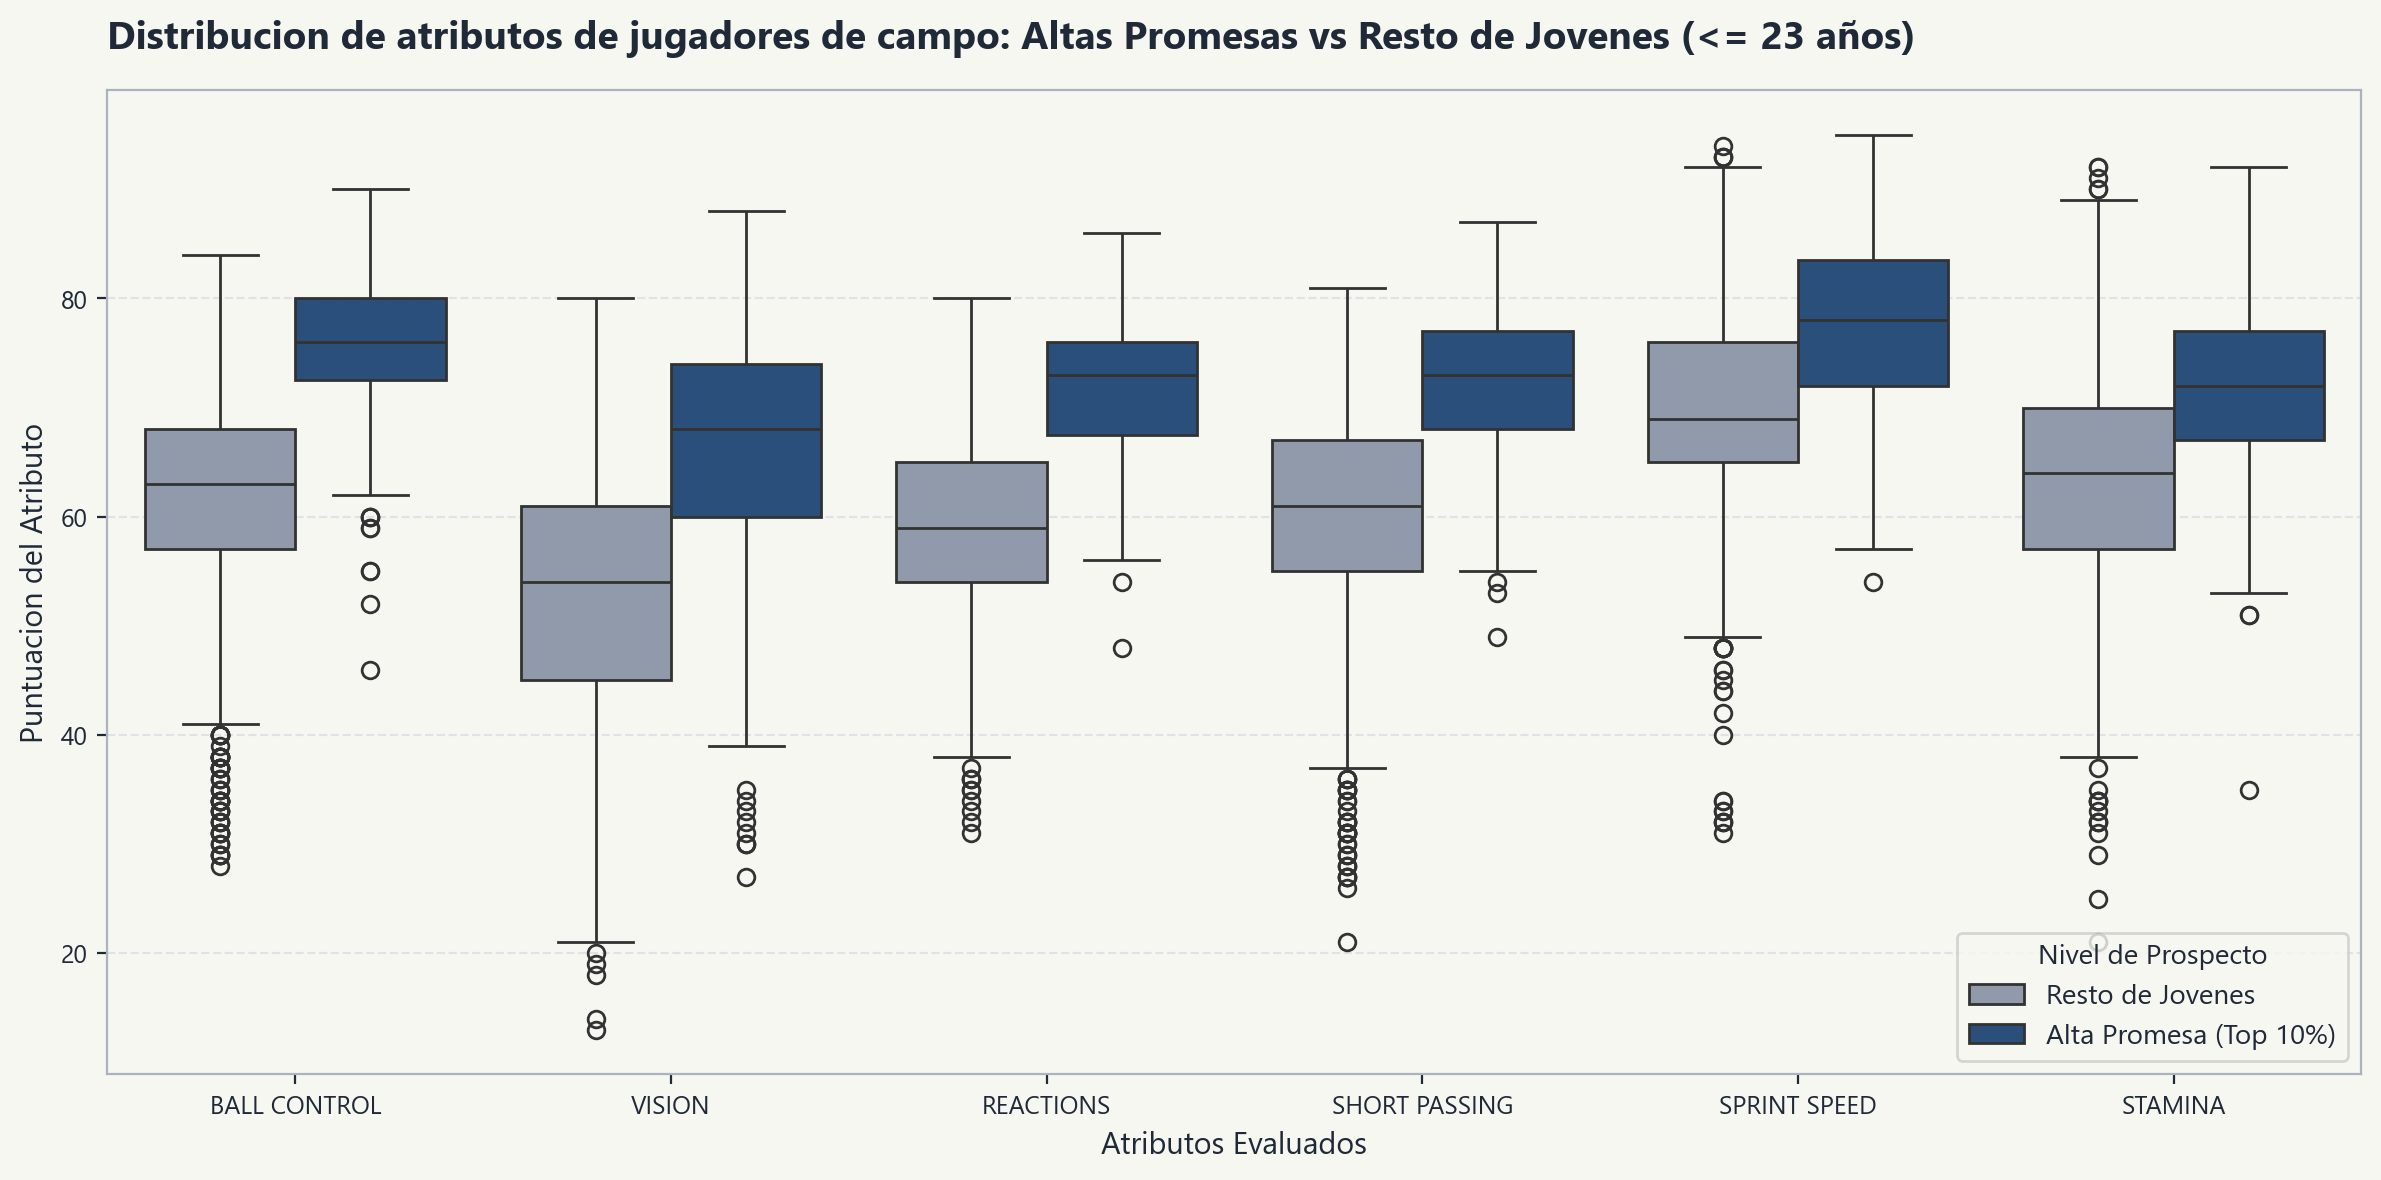 Distribucion de atributos de jugadores de campo: Altas Promesas vs Resto de Jovenes (<= 23 años)
Puntuacion del Atributo
80
60
40
20
BALL CONTROL
VISION
REACTIONS
SHORT PASSING
SPRINT SPEED
STAMINA
Atributos Evaluados
Nivel de Prospecto
Resto de Jovenes
Alta Promesa (Top 10%)